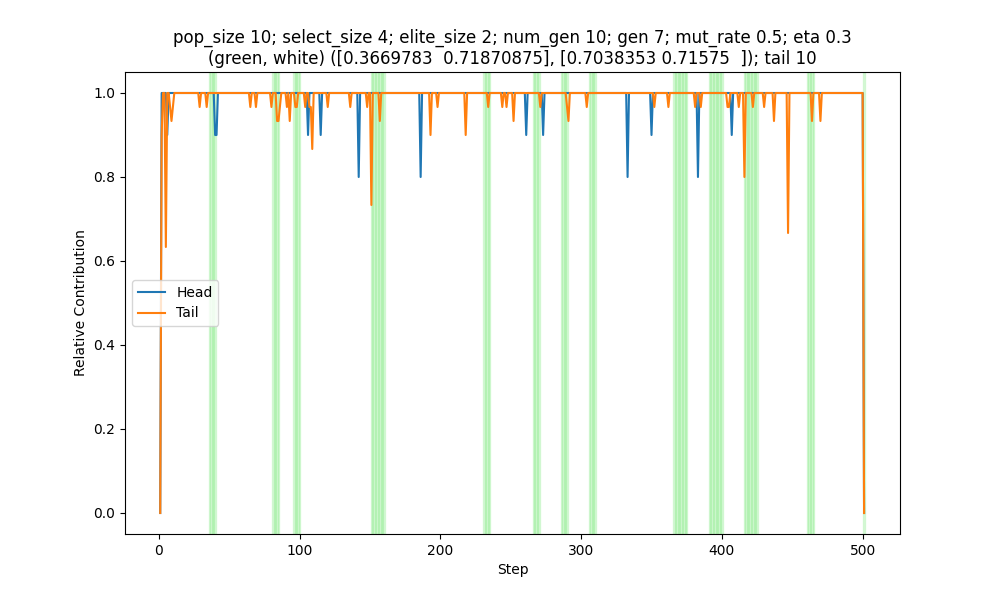 pop_size 10; select_size 4; elite_size 2; num_gen 10; gen 7; mut_rate 0.5; eta 0.3
(green, white) ([0.3669783  0.71870875], [0.7038353 0.71575  ]); tail 10
1.0
0.8
0.6
0.4
0.2
0.0
Relative Contribution
Head
Tail
0
100
200
300
400
500
Step